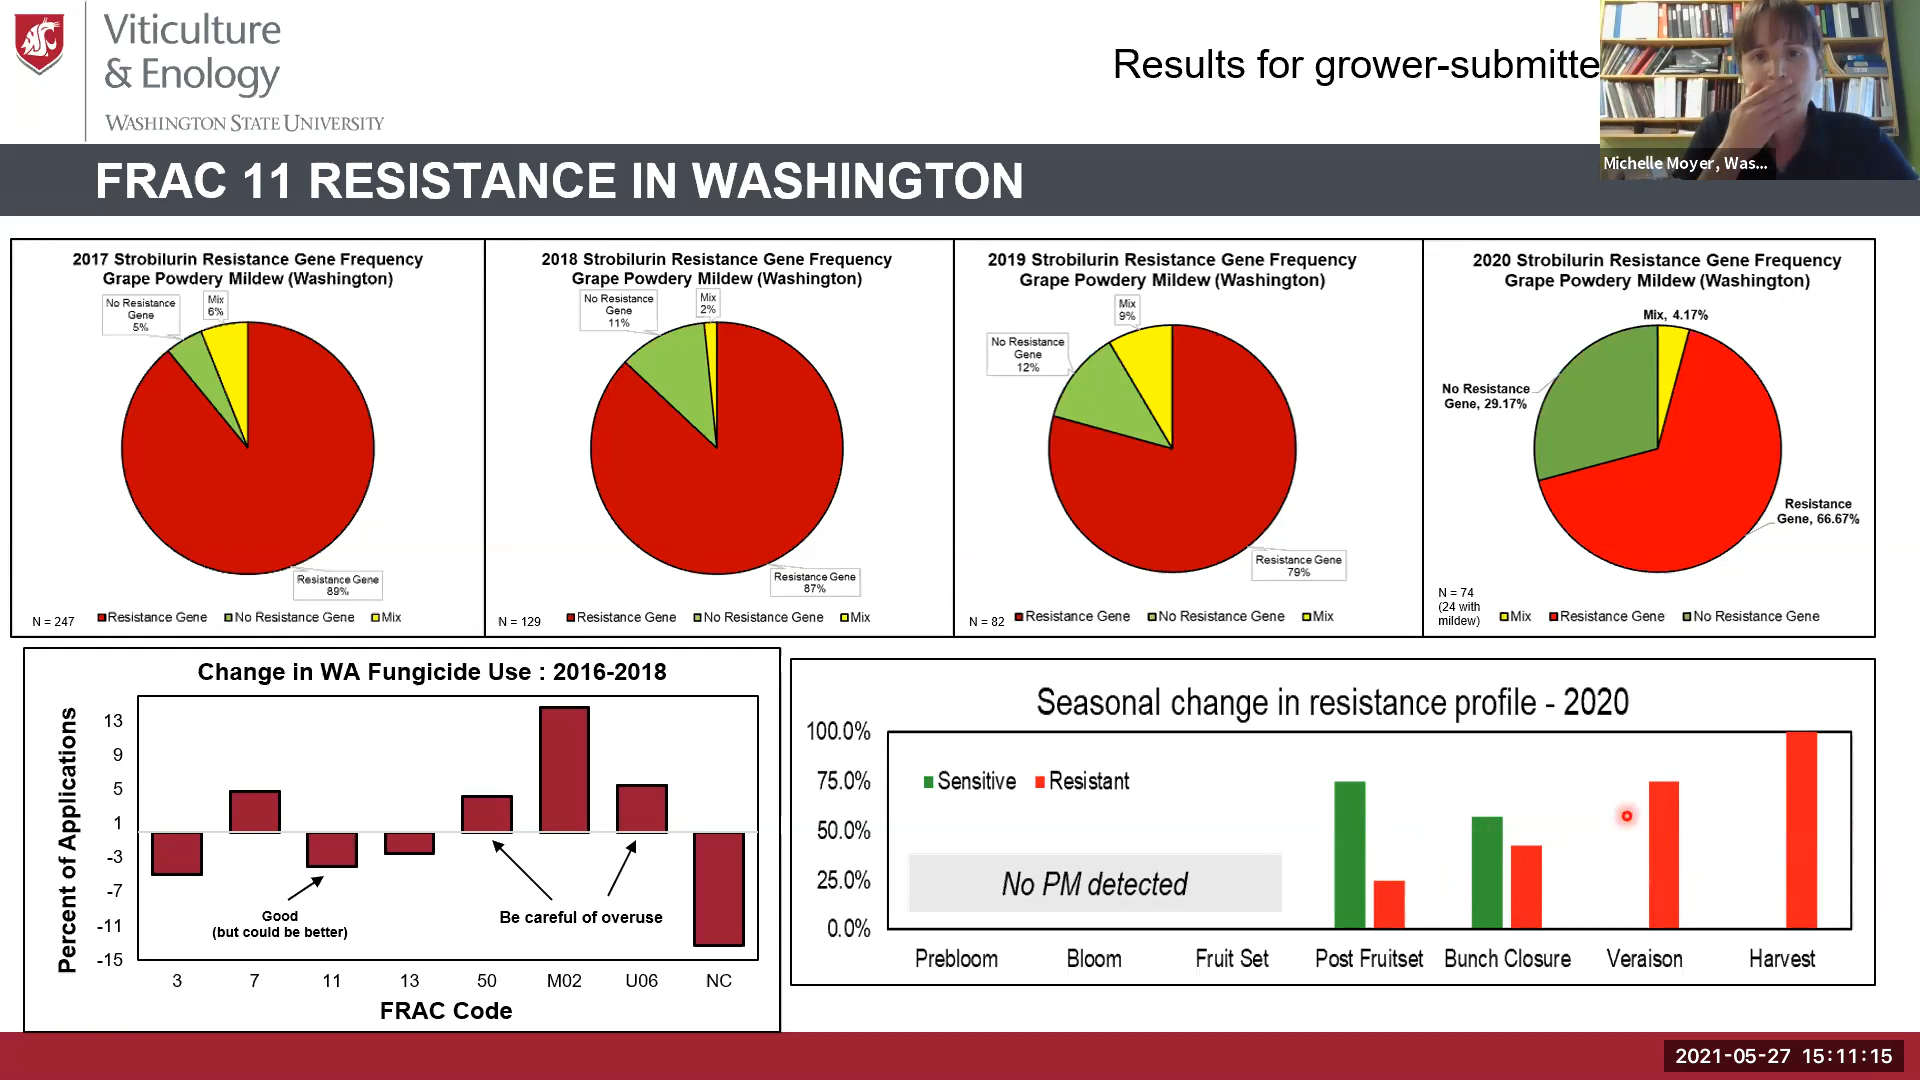 Viticulture
& Enology
WASHINGTON STATE UNIVERSITY
Results for grower-submitte
Michelle Moyer, Was...
FRAC 11 RESISTANCE IN WASHINGTON
2017 Strobilurin Resistance Gene Frequency
Grape Powdery Mildew (Washington)
No Resistance
Gene
5%
Mix
6%
Resistance Gene
89%
N = 247
Resistance Gene No Resistance Gene Mix
2018 Strobilurin Resistance Gene Frequency
Grape Powdery Mildew (Washington)
No Resistance
Gene
11%
Mix
2%
Resistance Gene
87%
N = 129
Resistance Gene No Resistance Gene Mix
2019 Strobilurin Resistance Gene Frequency
Grape Powdery Mildew (Washington)
No Resistance
Gene
12%
Mix
9%
Resistance Gene
79%
N = 82
Resistance Gene No Resistance Gene Mix
2020 Strobilurin Resistance Gene Frequency
Grape Powdery Mildew (Washington)
Mix, 4.17%
No Resistance
Gene, 29.17%
Resistance
Gene, 66.67%
N = 74
(24 with
mildew)
Mix Resistance Gene No Resistance Gene
Change in WA Fungicide Use : 2016-2018
Percent of Applications
13
9
5
1
-3
-7
-11
-15
Good
(but could be better)
Be careful of overuse
3 7 11 13 50 M02 U06 NC
FRAC Code
Seasonal change in resistance profile - 2020
100.0%
75.0%
50.0%
25.0%
0.0%
Sensitive Resistant
No PM detected
Prebloom Bloom Fruit Set Post Fruitset Bunch Closure Veraison Harvest
2021-05-27 15:11:15